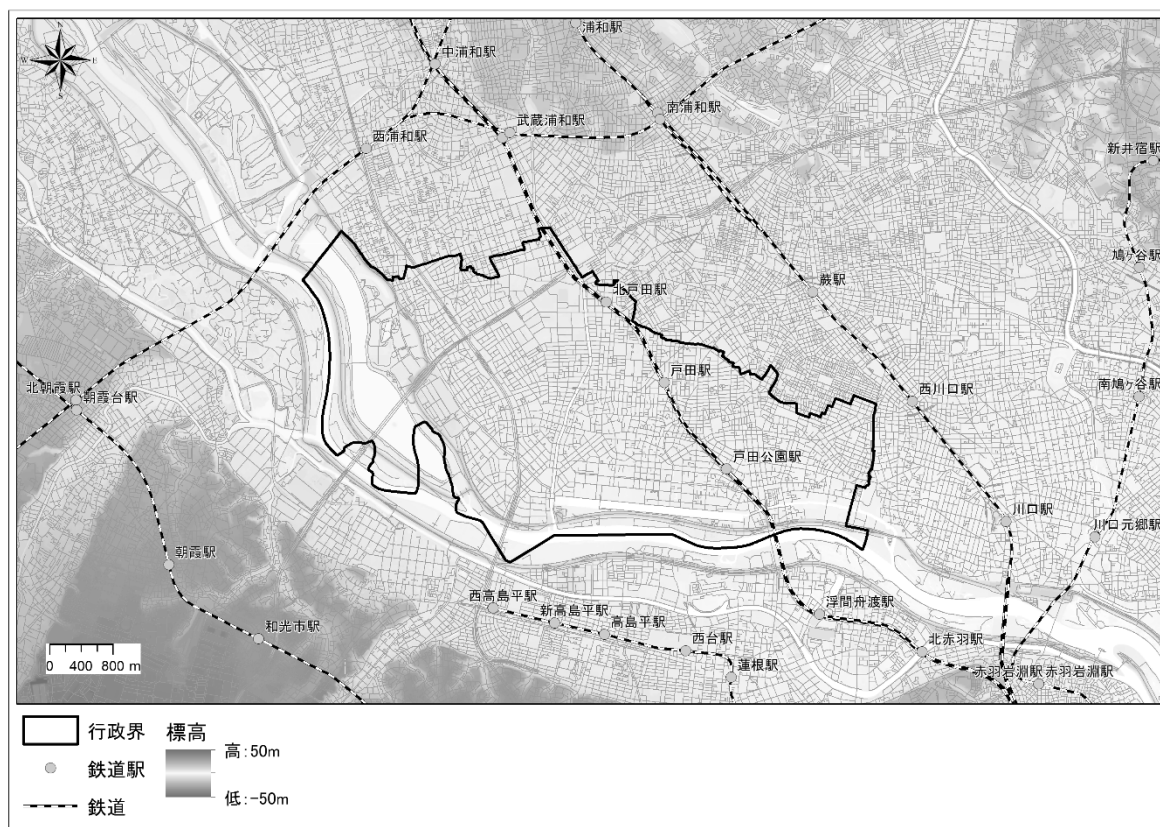 N
W
E
S
浦和駅
中浦和駅
南浦和駅
武蔵浦和駅
西浦和駅
新井宿駅
鳩ヶ谷駅
蕨駅
北戸田駅
戸田駅
北朝霞駅
朝霞台駅
西川口駅
南鳩ヶ谷駅
戸田公園駅
川口駅
川口元郷駅
朝霞駅
西高島平駅
新高島平駅
浮間舟渡駅
和光市駅
高島平駅
西台駅
北赤羽駅
蓮根駅
赤羽岩淵駅 赤羽岩淵駅
0 400 800 m
行政界
標高
鉄道駅
高:50m
低:-50m
鉄道